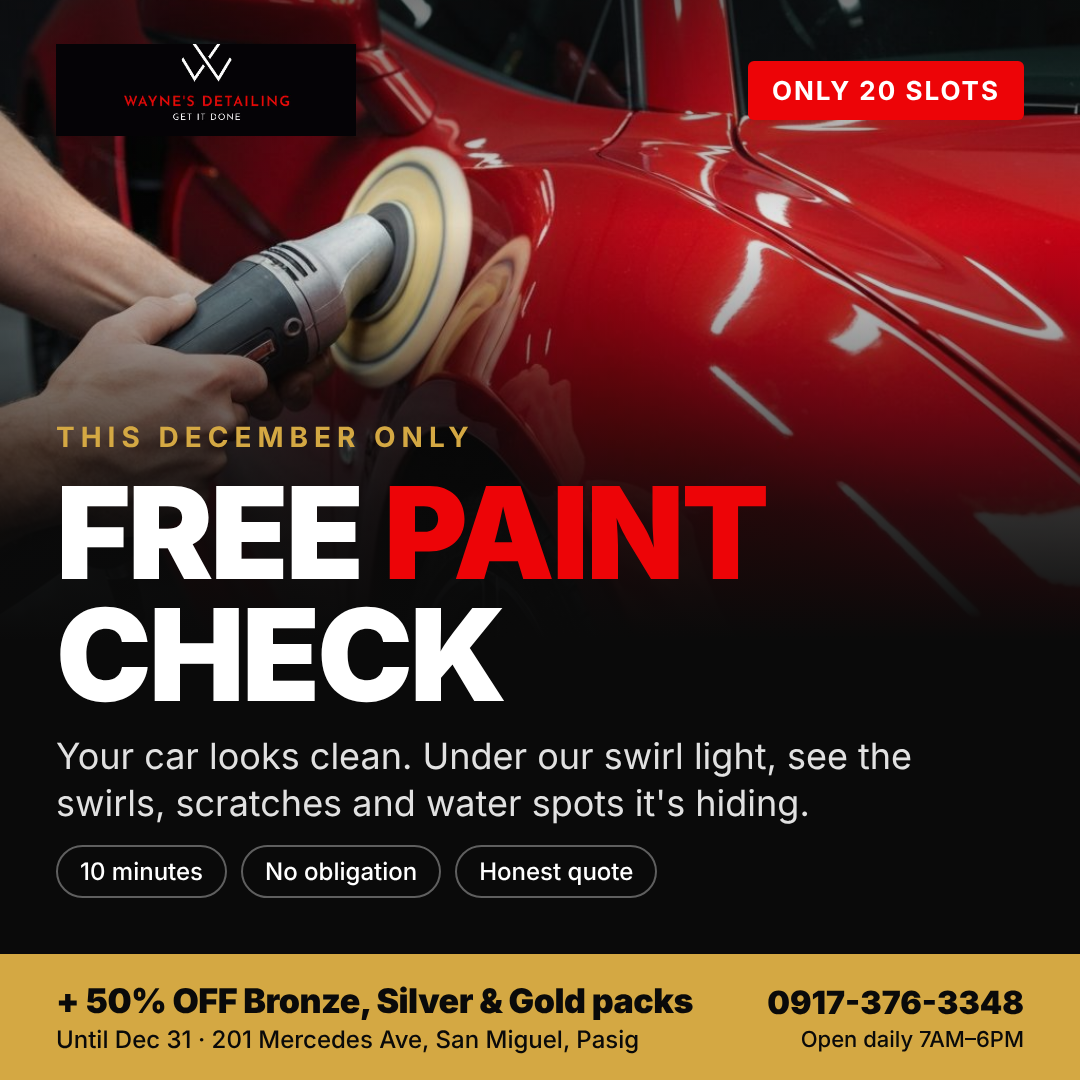 WAYNE'S DETAILING
GET IT DONE
ONLY 20 SLOTS
THIS DECEMBER ONLY
FREE PAINT
CHECK
Your car looks clean. Under our swirl light, see the
swirls, scratches and water spots it's hiding.
10 minutes
No obligation
Honest quote
+ 50% OFF Bronze, Silver & Gold packs
Until Dec 31 · 201 Mercedes Ave, San Miguel, Pasig
0917-376-3348
Open daily 7AM–6PM